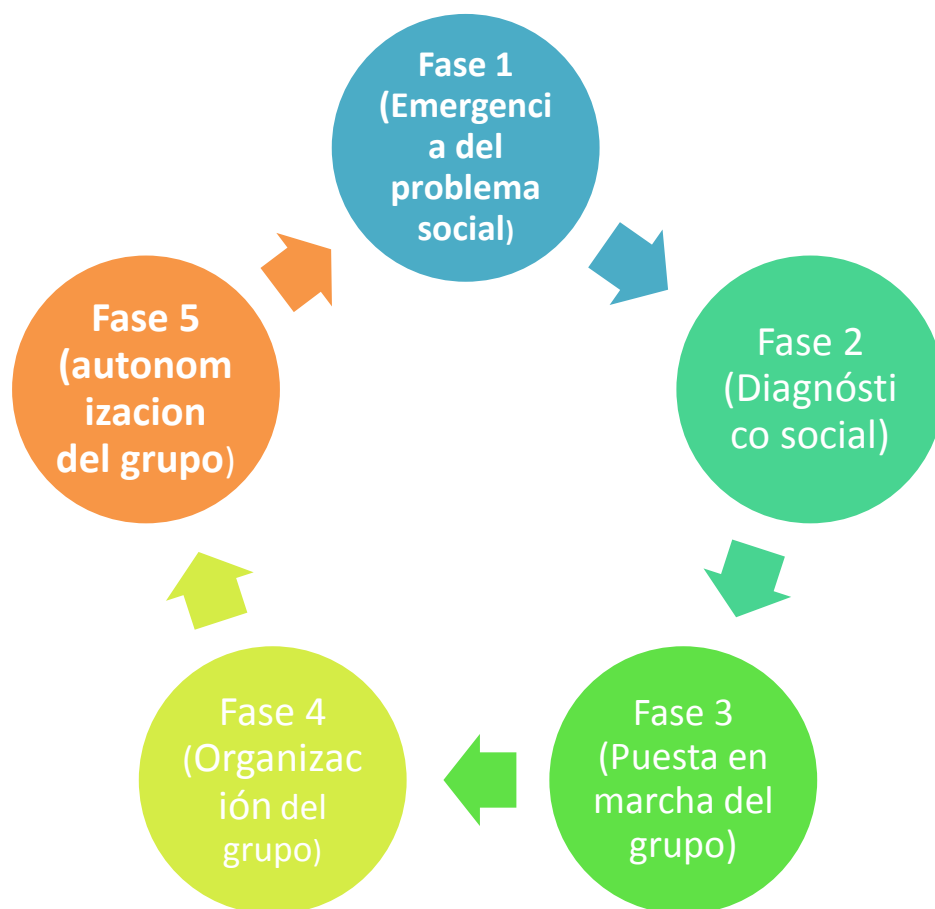 Fase 1
(Emergenci
a del
problema
social)
Fase 2
(Diagnósti
co social)
Fase 3
(Puesta en
marcha del
grupo)
Fase 4
(Organizac
ión del
grupo)
Fase 5
(autonom
izacion
del grupo)